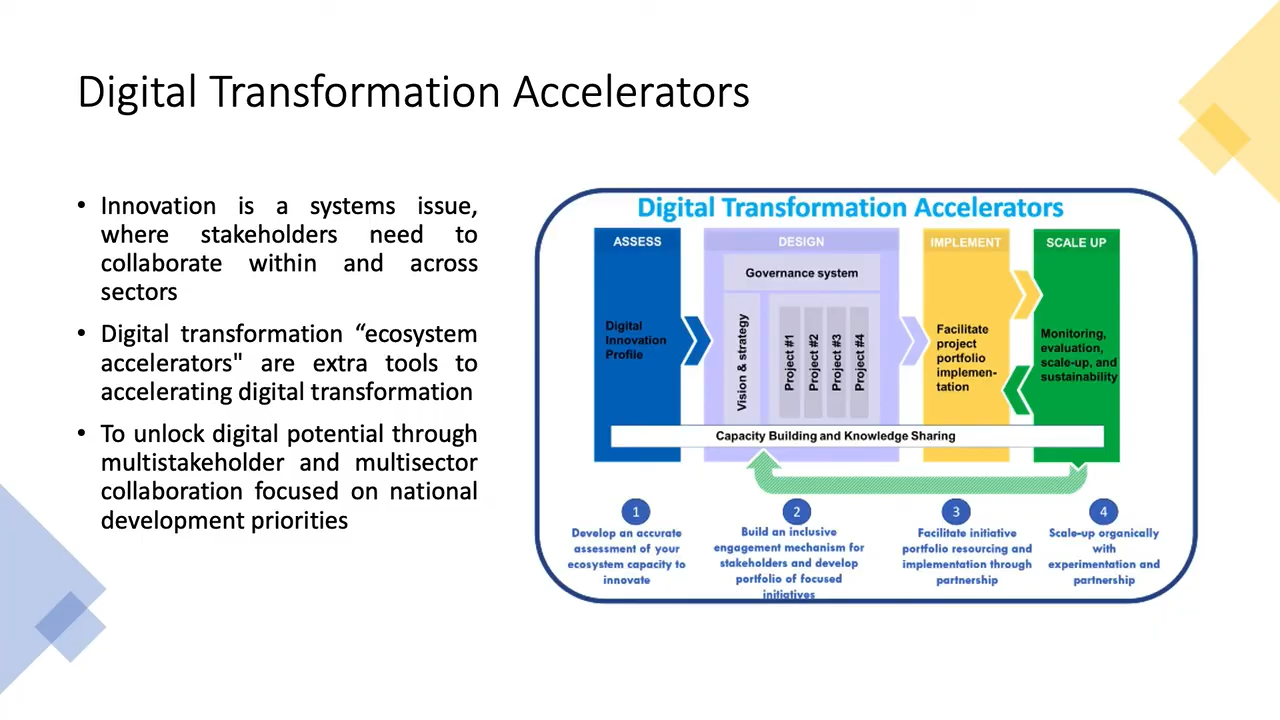 Digital Transformation Accelerators
• Innovation is a systems issue,
where stakeholders need to
collaborate within and across
sectors
• Digital transformation “ecosystem
accelerators" are extra tools to
accelerating digital transformation
• To unlock digital potential through
multistakeholder and multisector
collaboration focused on national
development priorities
Digital Transformation Accelerators
ASSESS
Digital
Innovation
Profile
DESIGN
Governance system
Vision & strategy
Project #1
Project #2
Project #3
Project #4
IMPLEMENT
Facilitate
project
portfolio
implemen-
tation
SCALE UP
Monitoring,
evaluation,
scale-up, and
sustainability
Capacity Building and Knowledge Sharing
1
Develop an accurate
assessment of your
ecosystem capacity to
innovate
2
Build an inclusive
engagement mechanism for
stakeholders and develop
portfolio of focused
initiatives
3
Facilitate initiative
portfolio resourcing and
implementation through
partnership
4
Scale-up organically
with
experimentation and
partnership